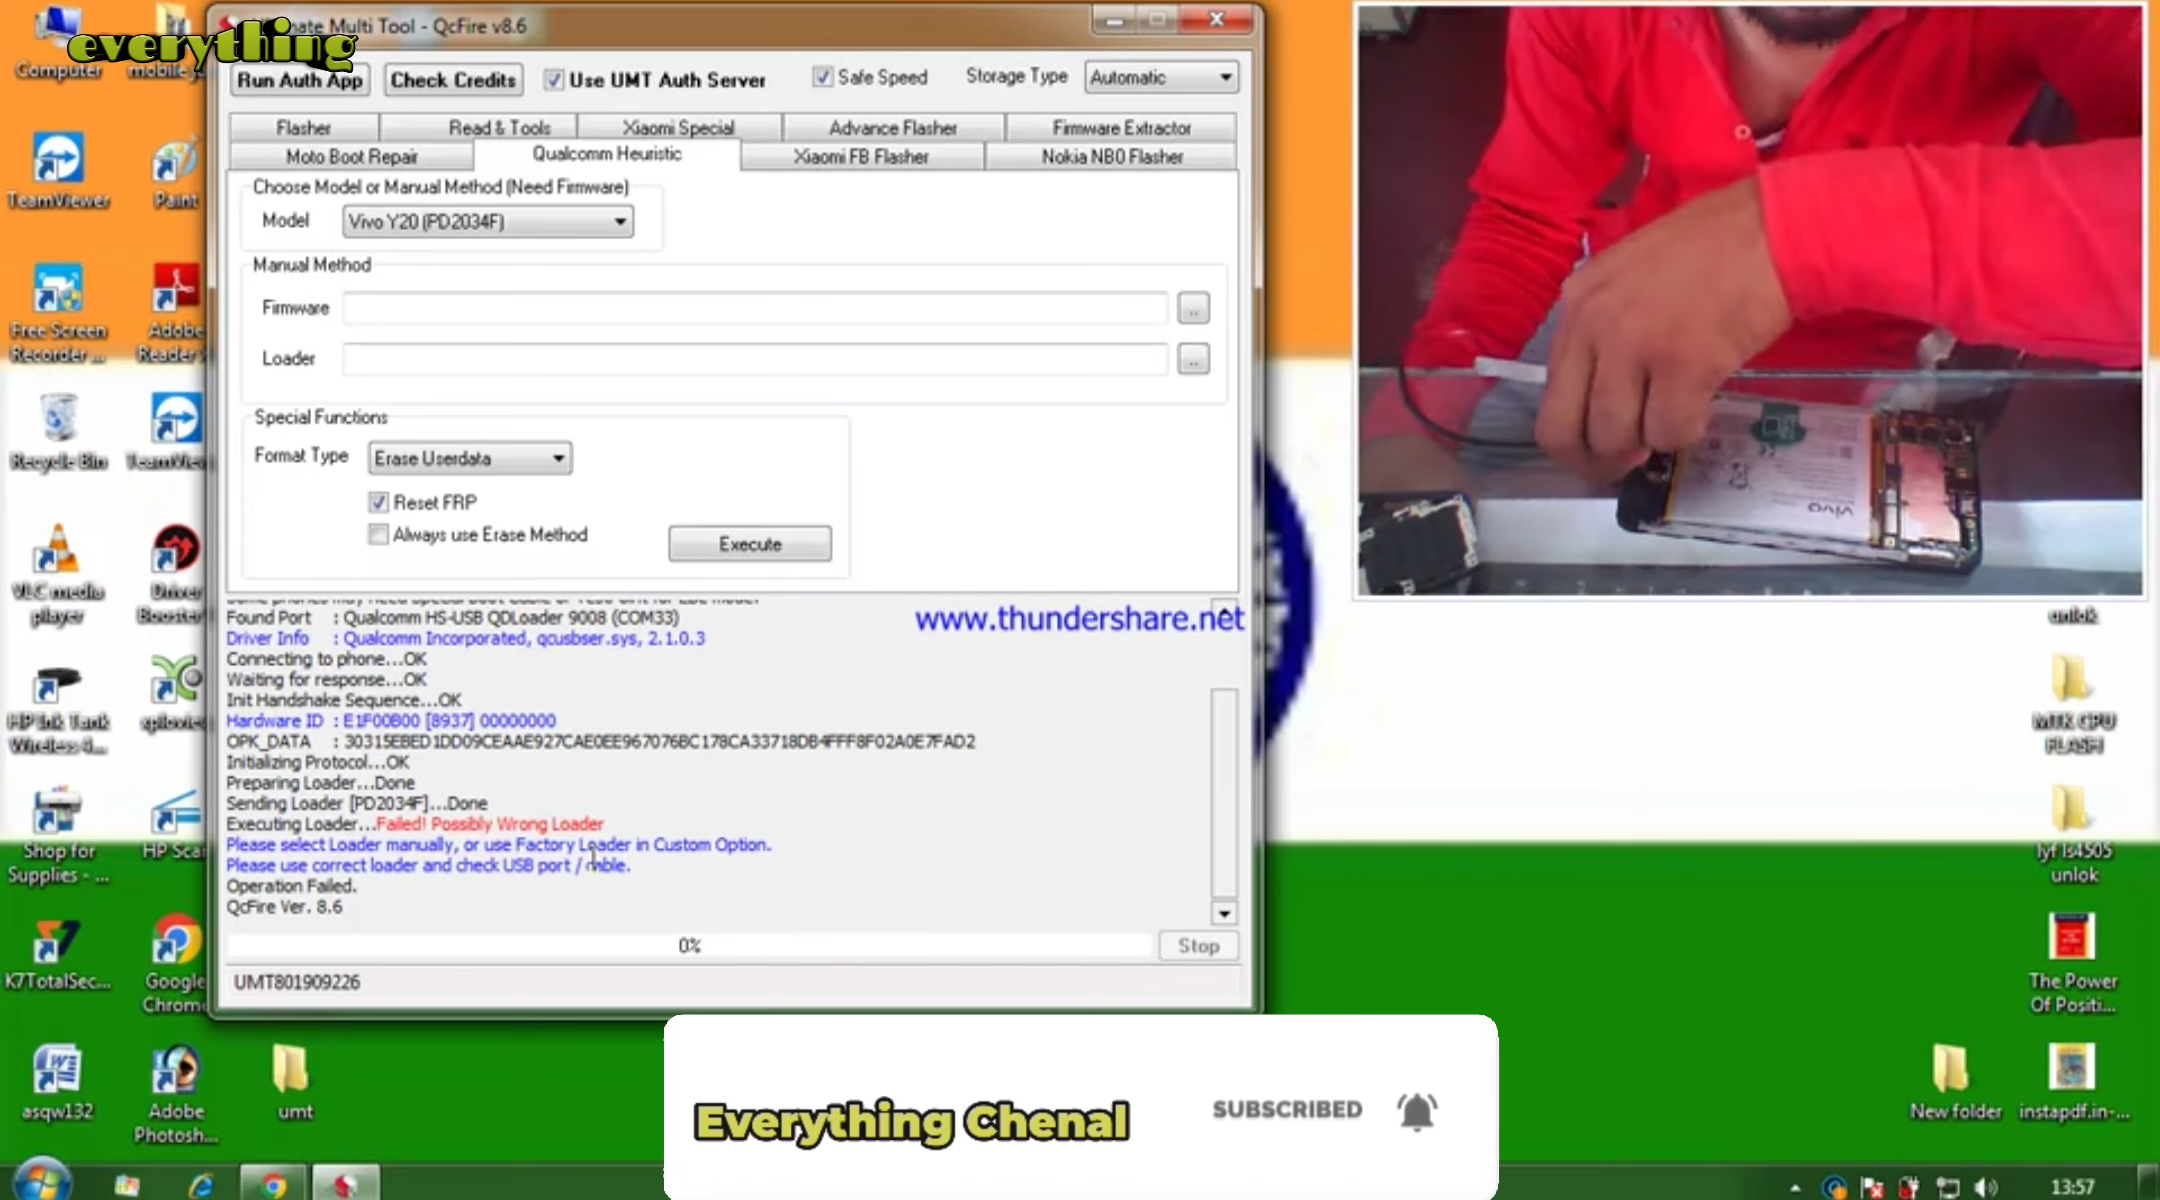 everything
mate Multi Tool - QcFire v8.6
Run Auth App
Check Credits
Use UMT Auth Server
Safe Speed
Storage Type
Automatic
Flasher
Read & Tools
Xiaomi Special
Advance Flasher
Firmware Extractor
Moto Boot Repair
Qualcomm Heuristic
Xiaomi FB Flasher
Nokia NB0 Flasher
Choose Model or Manual Method (Need Firmware)
Model
Vivo Y20 (PD2034F)
Manual Method
Firmware
..
Loader
..
Special Functions
Format Type
Erase Userdata
Reset FRP
Always use Erase Method
Execute
www.thundershare.net
Found Port : Qualcomm HS-USB QDLoader 9008 (COM33)
Driver Info : Qualcomm Incorporated, qcusbser.sys, 2.1.0.3
Connecting to phone...OK
Waiting for response...OK
Init Handshake Sequence...OK
Hardware ID : E1F00B00 [8937] 00000000
OPK_DATA : 30315EBED1DD09CEAAE927CAE0EE967076BC178CA33718DB4FFF8F02A0E7FAD2
Initializing Protocol...OK
Preparing Loader...Done
Sending Loader [PD2034F]...Done
Executing Loader...Failed! Possibly Wrong Loader
Please select Loader manually, or use Factory Loader in Custom Option.
Please use correct loader and check USB port / cable.
Operation Failed.
QcFire Ver. 8.6
0%
Stop
UMT801909226
Computer
TeamViewer
Paint
Free Screen
Recorder ...
Adobe
Reader
Recycle Bin
TeamView
VLC media
player
Driver
Booster
HP Ink Tank
Wireless 4...
Shop for
Supplies - ...
HP Sca
K7TotalSec...
Google
Chrom
asqw132
Adobe
Photosh...
umt
vivo
unlok
MTK CPU
FLASH
lyf ls4505
unlok
The Power
Of Positi...
New folder
instapdf.in-...
Everything Chenal
SUBSCRIBED
13:57